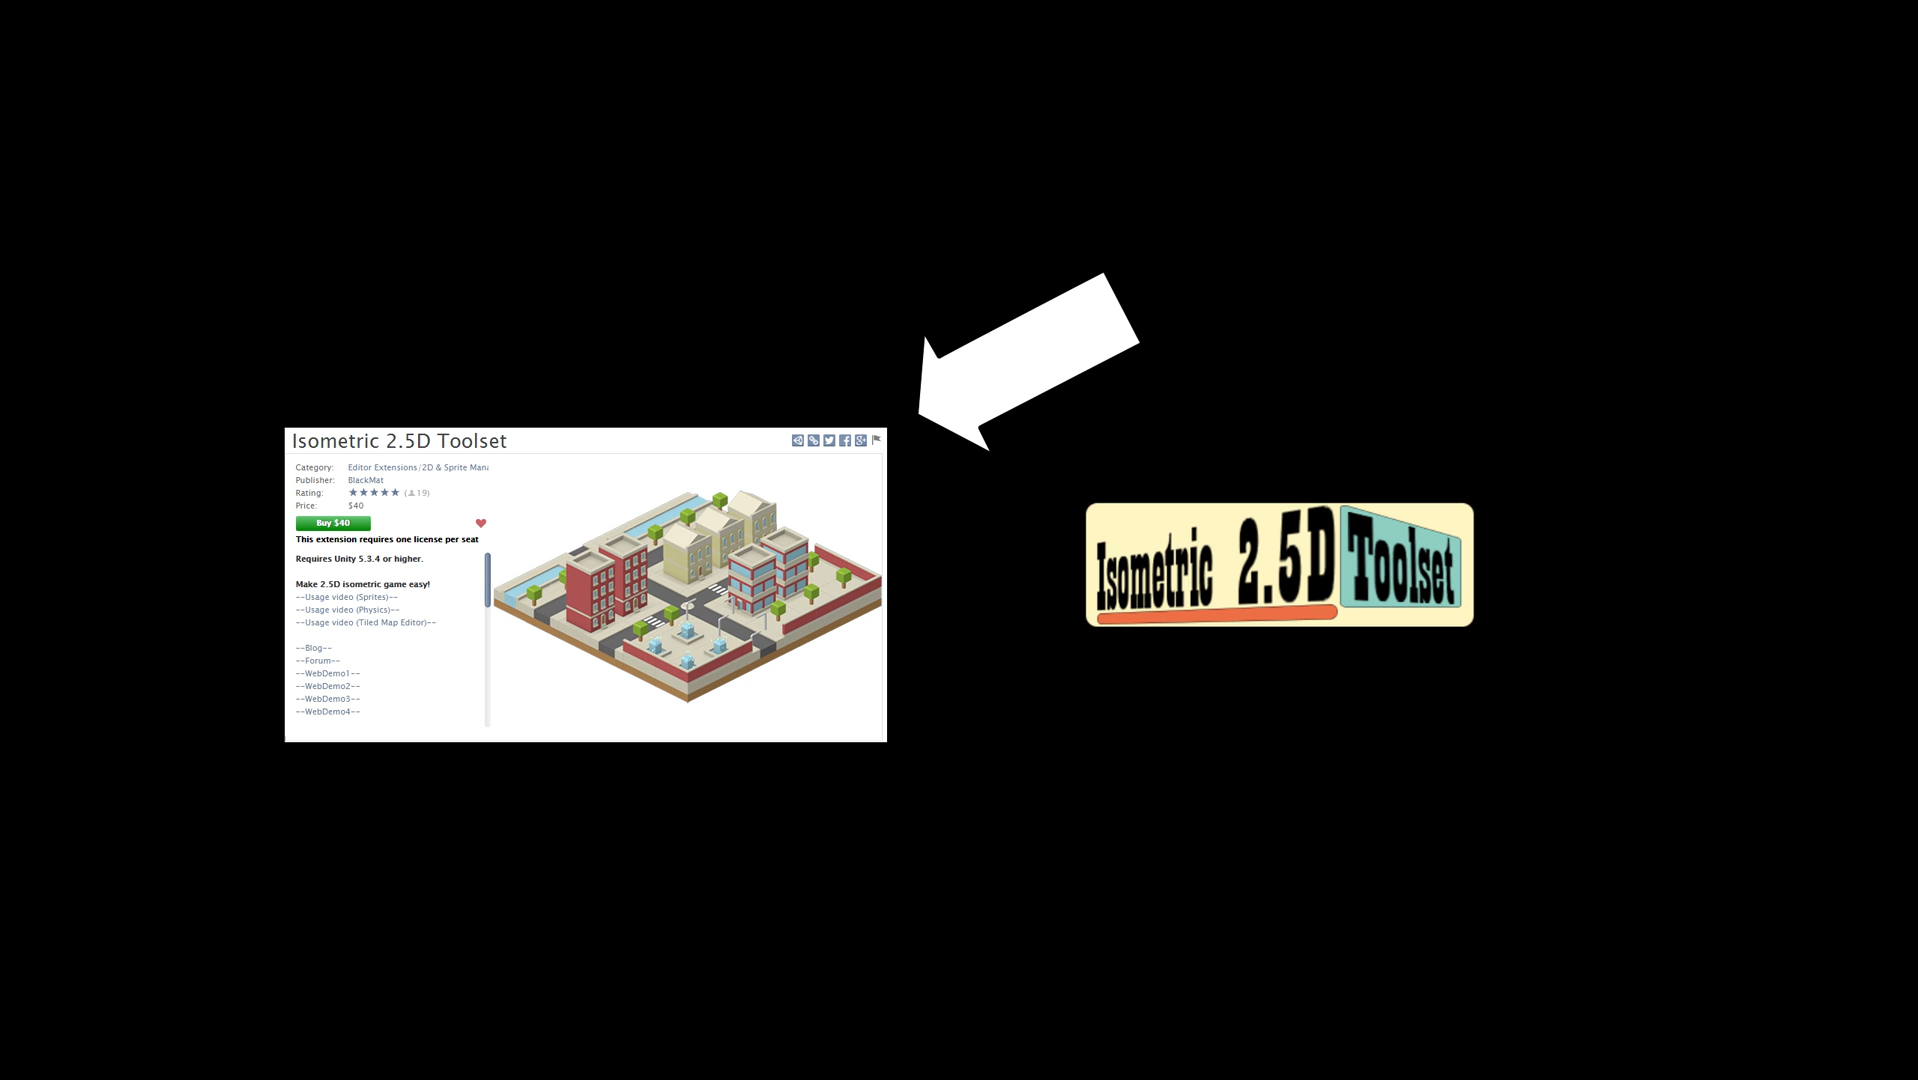 Isometric 2.5D Toolset
Category: Editor Extensions/2D & Sprite Mana
Publisher: BlackMat
Rating: ★★★★★ (19)
Price: $40
Buy $40
This extension requires one license per seat
Requires Unity 5.3.4 or higher.
Make 2.5D isometric game easy!
--Usage video (Sprites)--
--Usage video (Physics)--
--Usage video (Tiled Map Editor)--
--Blog--
--Forum--
--WebDemo1--
--WebDemo2--
--WebDemo3--
--WebDemo4--
Isometric 2.5D Toolset